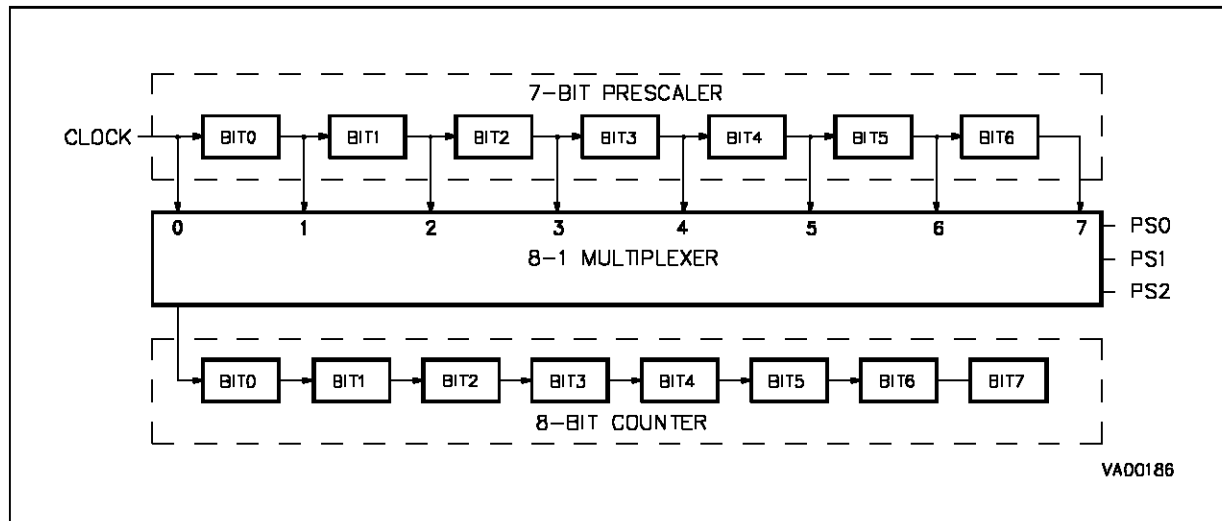 7-BIT PRESCALER
CLOCK BIT0 BIT1 BIT2 BIT3 BIT4 BIT5 BIT6
0 1 2 3 4 5 6 7 PS0
8-1 MULTIPLEXER PS1
PS2
BIT0 BIT1 BIT2 BIT3 BIT4 BIT5 BIT6 BIT7
8-BIT COUNTER
VA00186